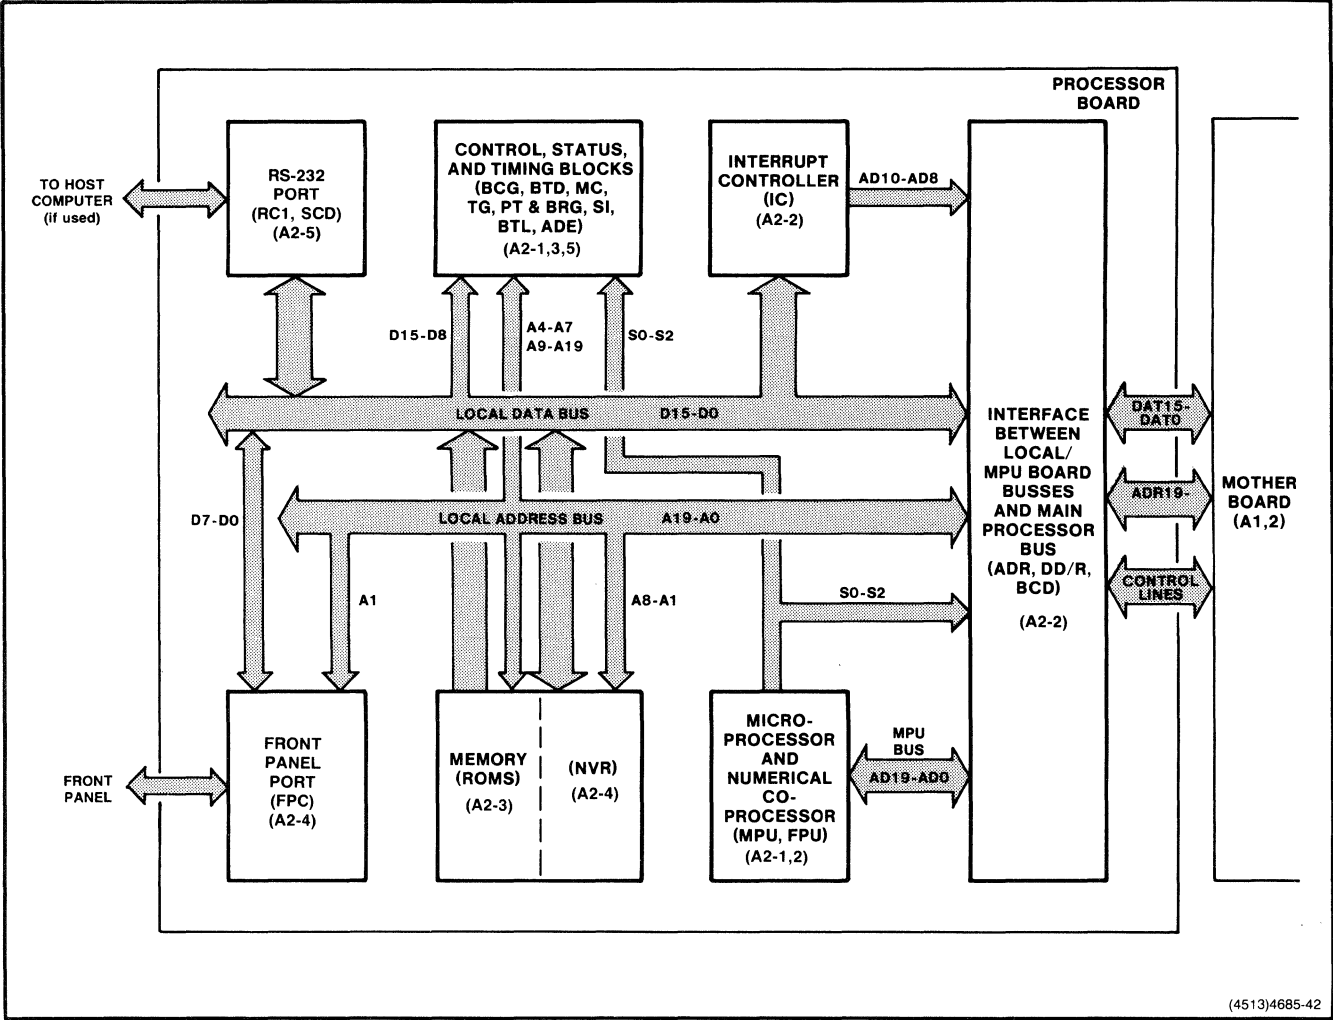 PROCESSOR
BOARD
RS-232
PORT
(RC1, SCD)
(A2-5)
CONTROL, STATUS,
AND TIMING BLOCKS
(BCG, BTD, MC,
TG, PT & BRG, SI,
BTL, ADE)
(A2-1,3,5)
INTERRUPT
CONTROLLER
(IC)
(A2-2)
AD10-AD8
TO HOST
COMPUTER
(if used)
D15-D8
A4-A7
A9-A19
S0-S2
LOCAL DATA BUS
D15-D0
INTERFACE
BETWEEN
LOCAL/
MPU BOARD
BUSSES
AND MAIN
PROCESSOR
BUS
(ADR, DD/R,
BCD)
(A2-2)
DAT15-
DAT0
ADR19-
CONTROL
LINES
MOTHER
BOARD
(A1,2)
D7-D0
LOCAL ADDRESS BUS
A19-A0
A1
A8-A1
S0-S2
FRONT
PANEL
FRONT
PANEL
PORT
(FPC)
(A2-4)
MEMORY
(ROMS)
(A2-3)
(NVR)
(A2-4)
MICRO-
PROCESSOR
AND
NUMERICAL
CO-
PROCESSOR
(MPU, FPU)
(A2-1,2)
MPU
BUS
AD19-AD0
(4513)4685-42